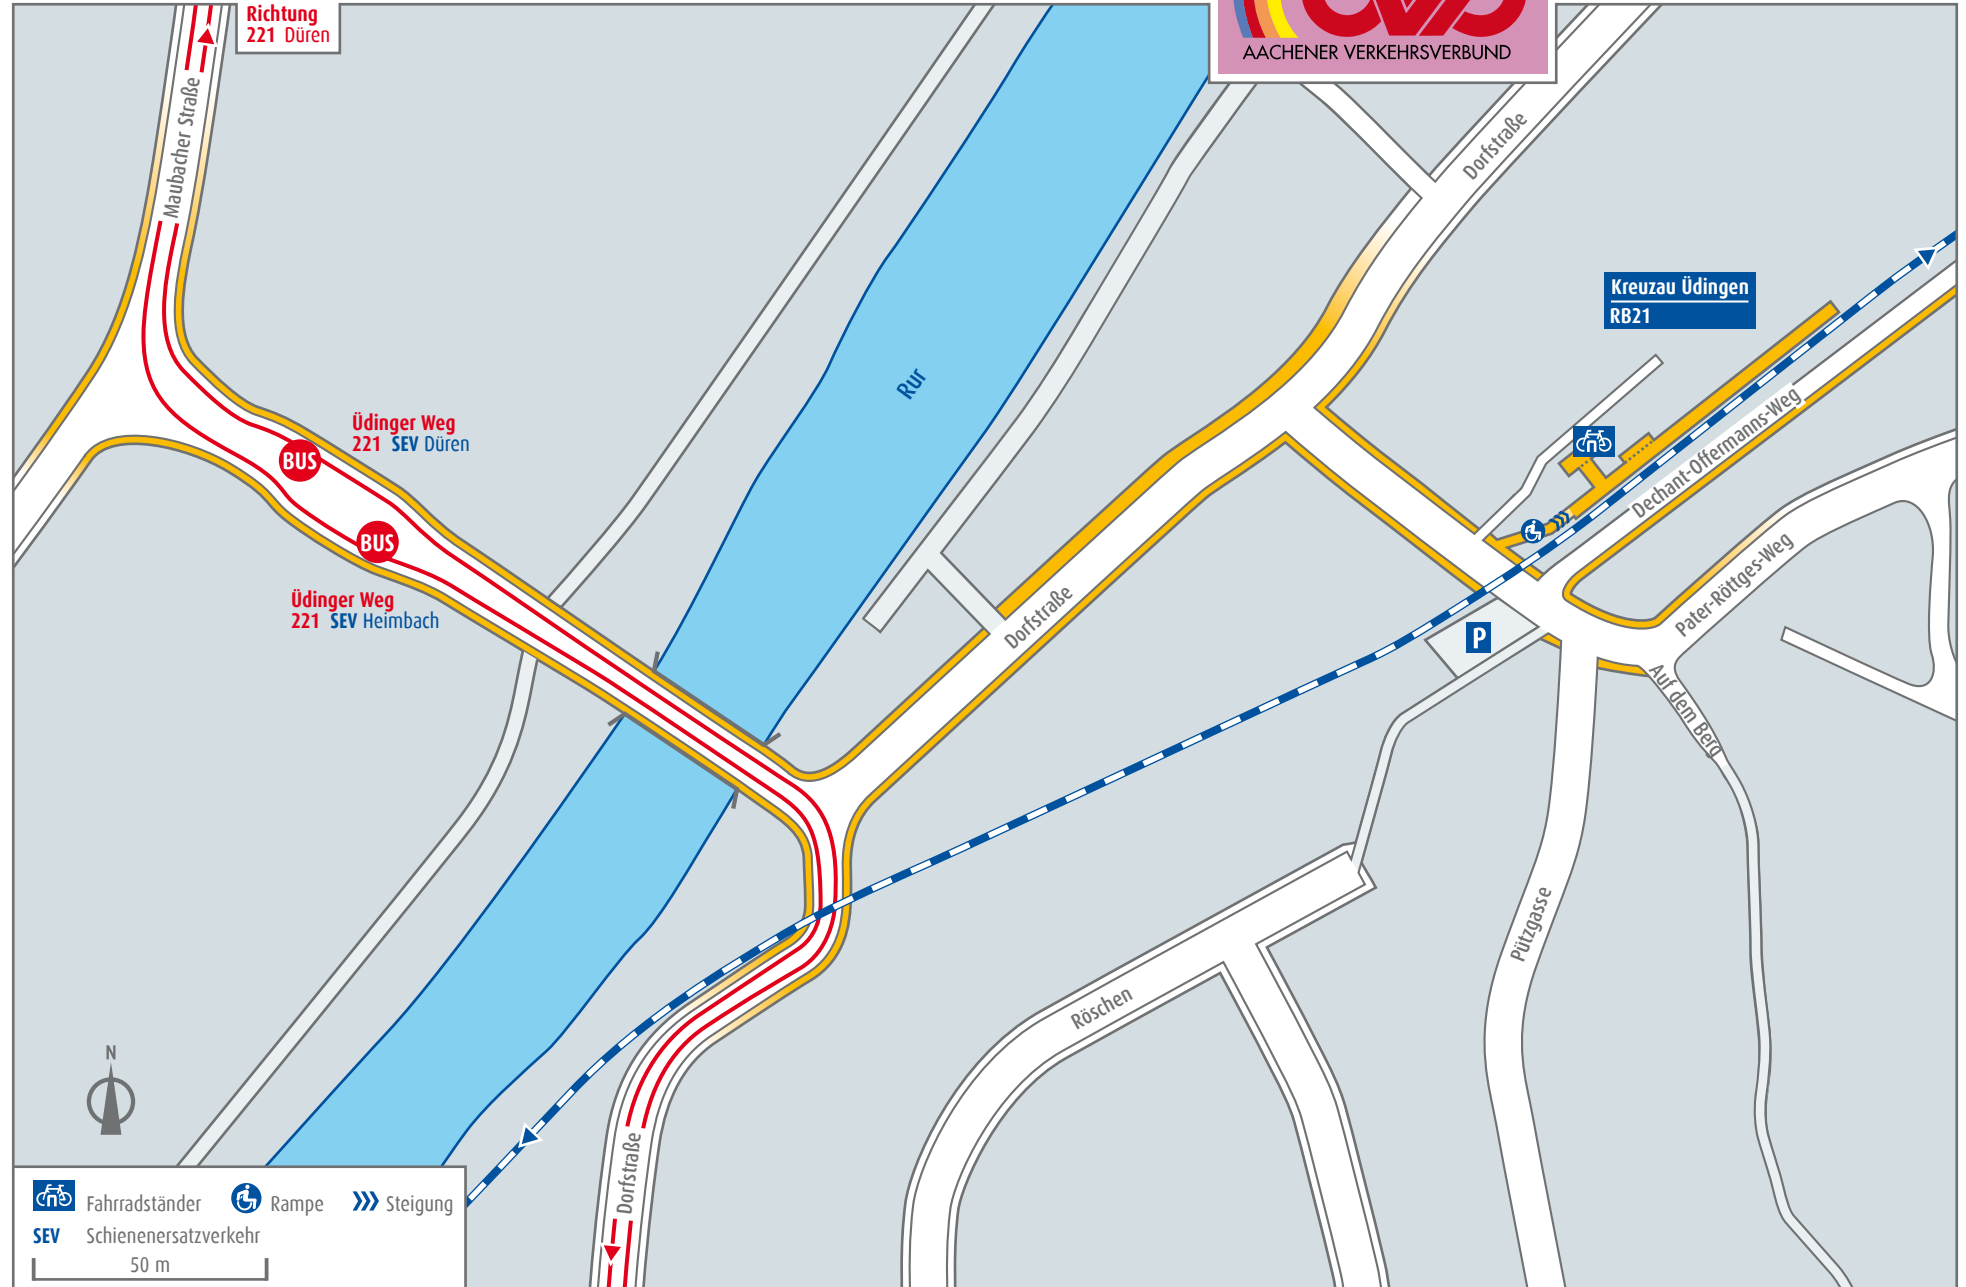 Richtung
221 Düren
avv
AACHENER VERKEHRSVERBUND
Maubacher Straße
Dorfstraße
Kreuzau Üdingen
RB21
Rur
Üdinger Weg
221 SEV Düren
BUS
BUS
Üdinger Weg
221 SEV Heimbach
Dechant-Offermanns-Weg
Pater-Röttges-Weg
Dorfstraße
P
Auf dem Berg
Pützgasse
Röschen
N
Dorfstraße
Fahrradständer
Rampe
Steigung
SEV Schienenersatzverkehr
50 m